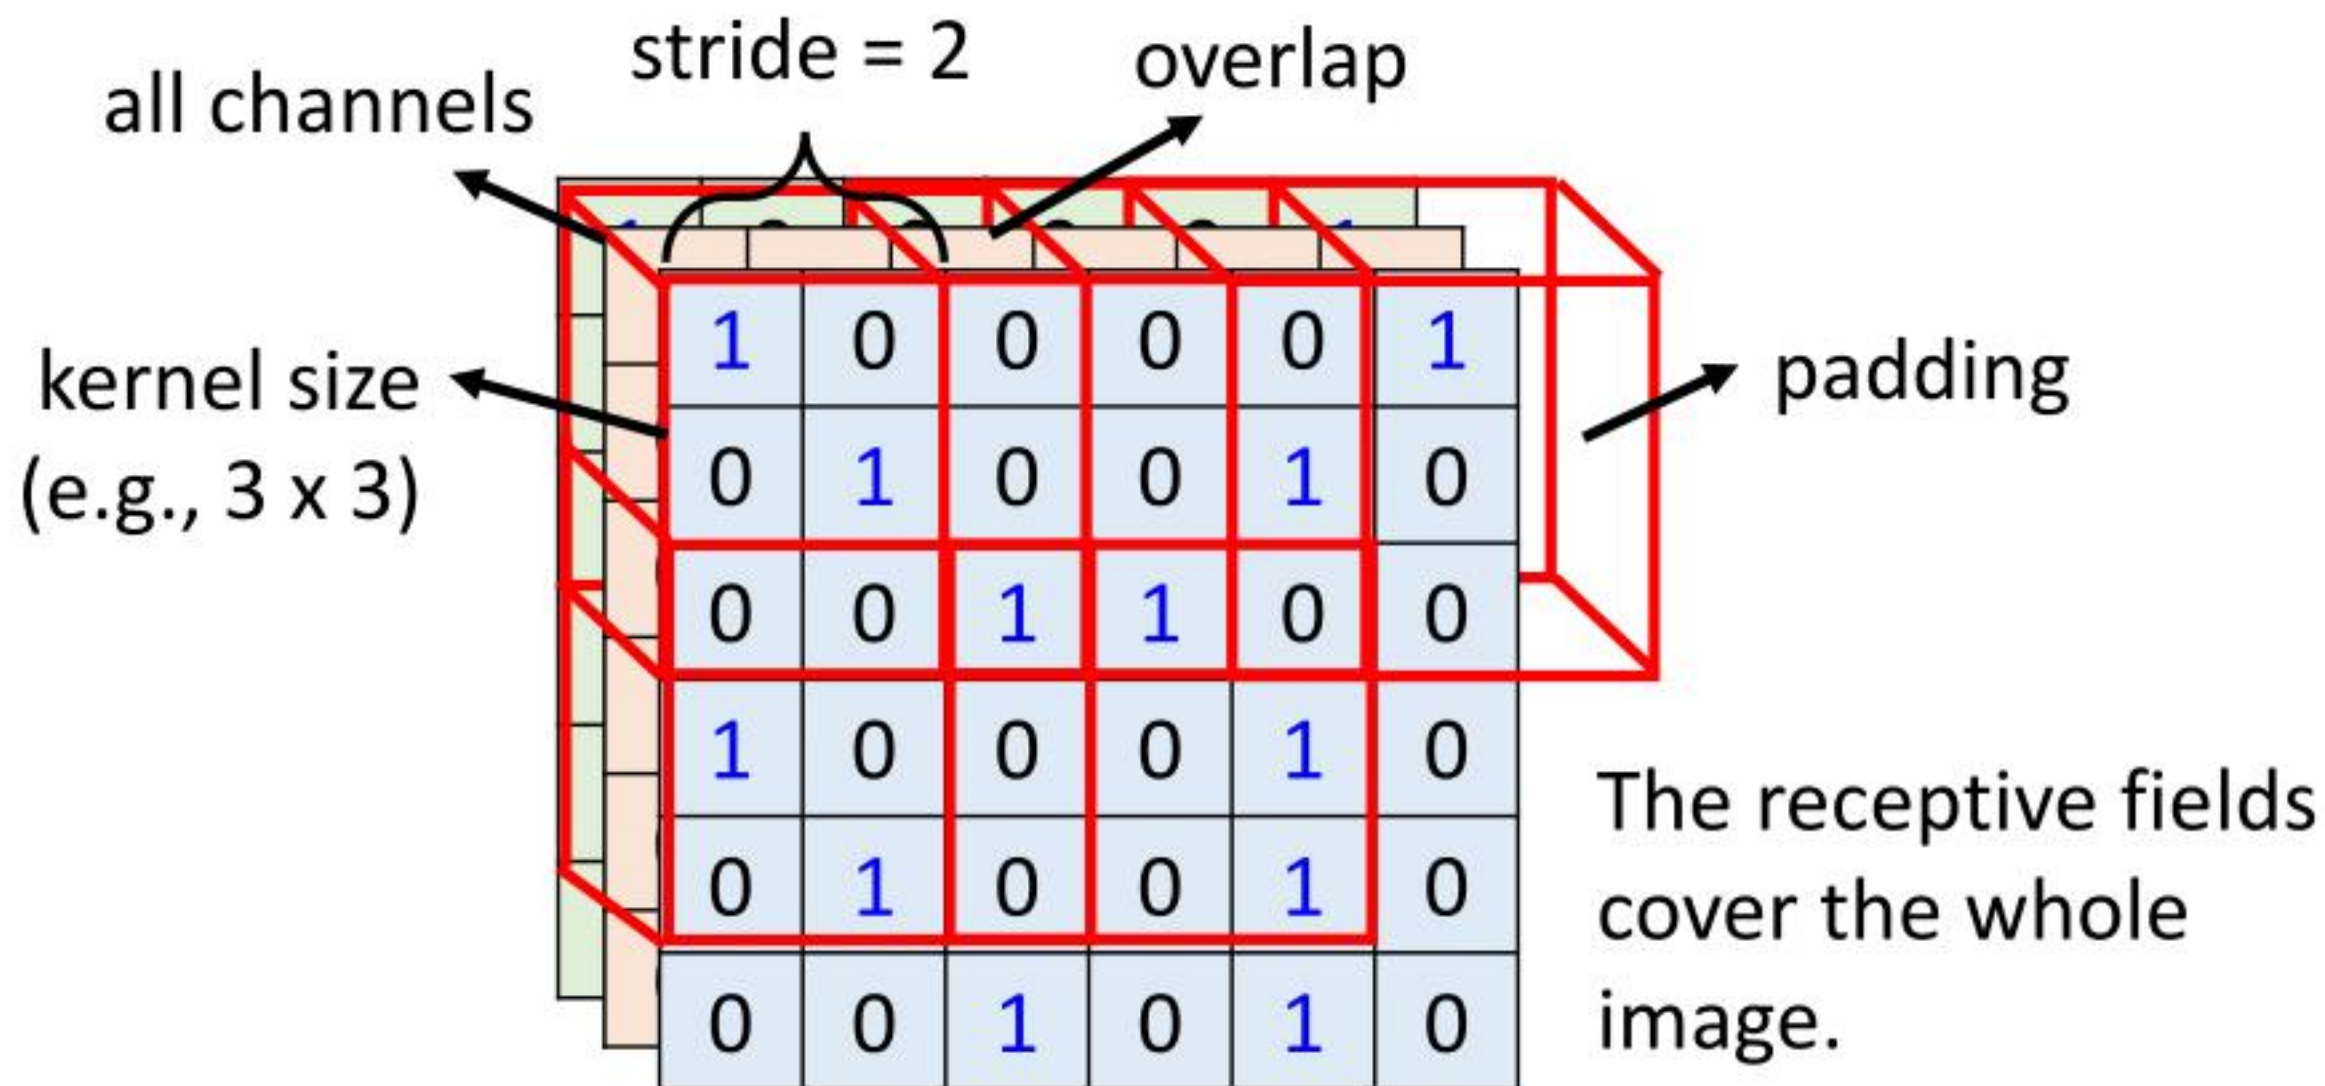 stride = 2
overlap
all channels
kernel size
(e.g., 3 x 3)
padding
1 0 0 0 0 1
0 1 0 0 1 0
0 0 1 1 0 0
1 0 0 0 1 0
0 1 0 0 1 0
0 0 1 0 1 0
The receptive fields
cover the whole
image.